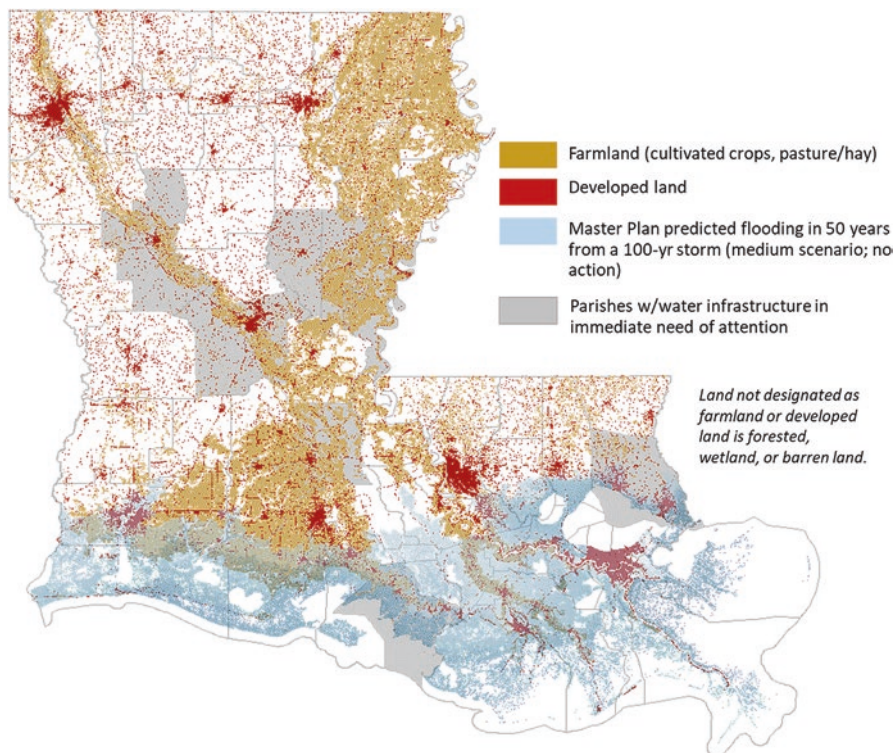 Farmland (cultivated crops, pasture/hay)
Developed land
Master Plan predicted flooding in 50 years
from a 100-yr storm (medium scenario; no
action)
Parishes w/water infrastructure in
immediate need of attention
Land not designated as
farmland or developed
land is forested,
wetland, or barren land.